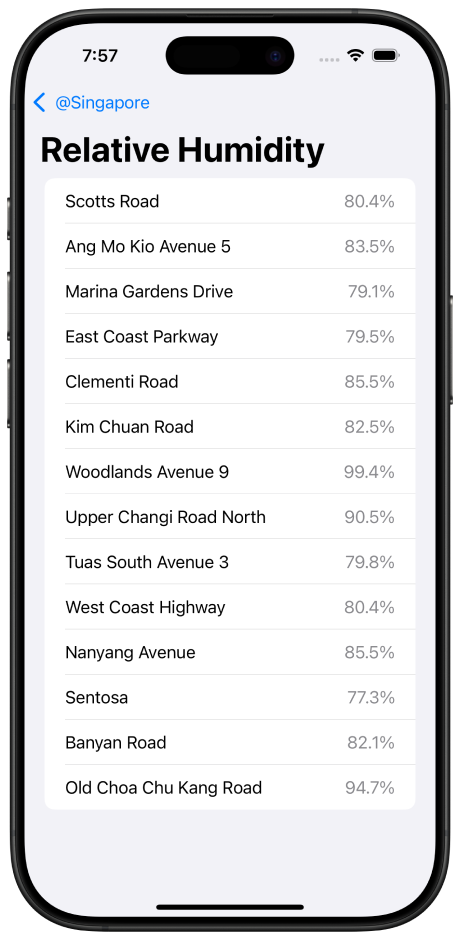 7:57
@Singapore
Relative Humidity
Scotts Road 80.4%
Ang Mo Kio Avenue 5 83.5%
Marina Gardens Drive 79.1%
East Coast Parkway 79.5%
Clementi Road 85.5%
Kim Chuan Road 82.5%
Woodlands Avenue 9 99.4%
Upper Changi Road North 90.5%
Tuas South Avenue 3 79.8%
West Coast Highway 80.4%
Nanyang Avenue 85.5%
Sentosa 77.3%
Banyan Road 82.1%
Old Choa Chu Kang Road 94.7%